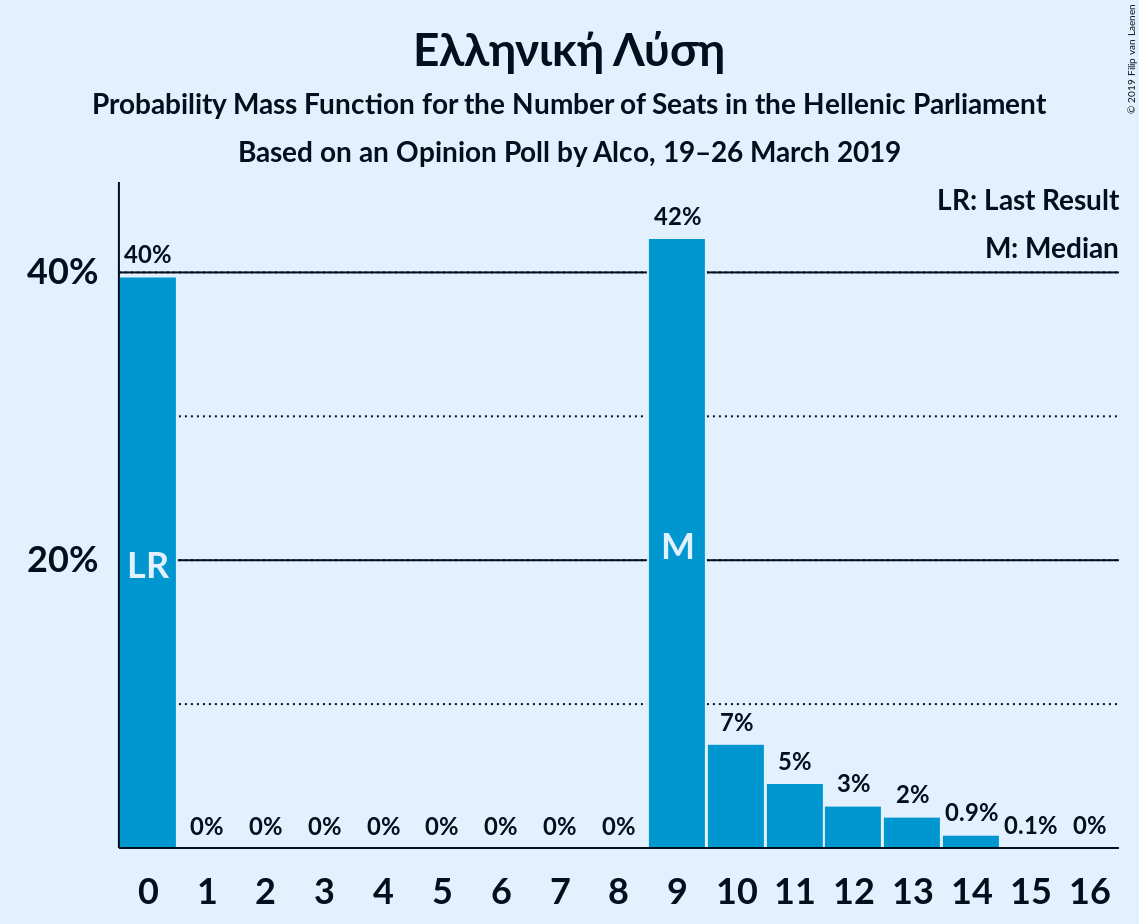 Ελληνική Λύση
Probability Mass Function for the Number of Seats in the Hellenic Parliament
Based on an Opinion Poll by Alco, 19–26 March 2019
© 2019 Filip van Laenen
LR: Last Result
M: Median
40%
20%
40%
0%
0%
0%
0%
0%
0%
0%
0%
42%
7%
5%
3%
2%
0.9%
0.1%
0%
LR
M
0 1 2 3 4 5 6 7 8 9 10 11 12 13 14 15 16